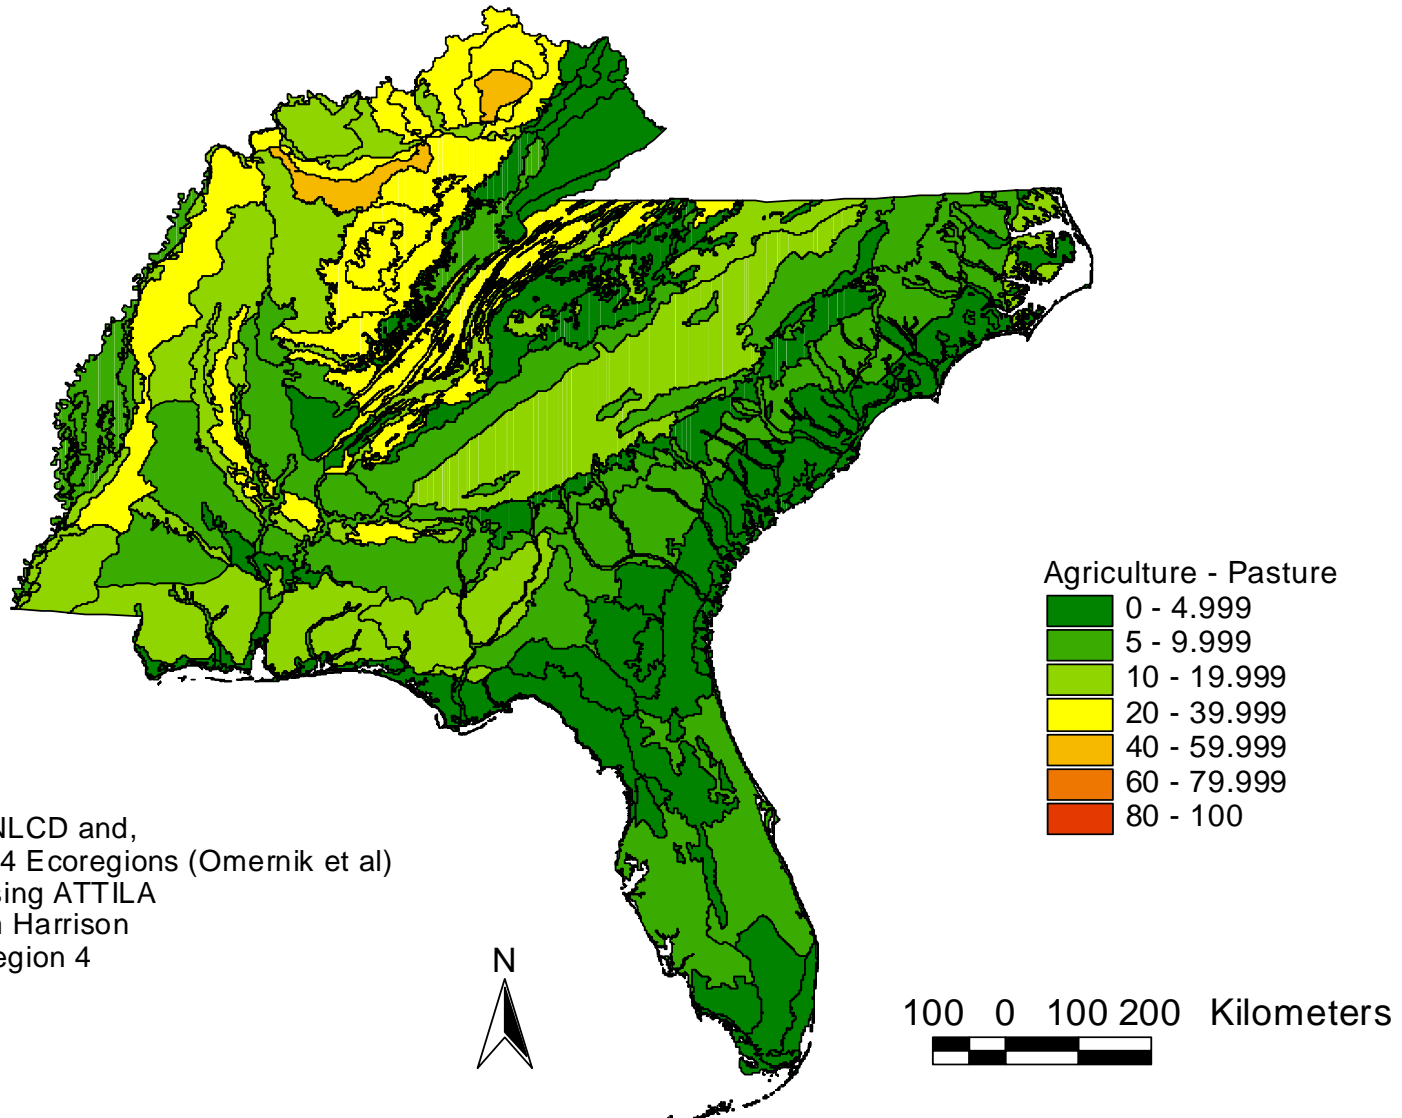 Agriculture - Pasture
0 - 4.999
5 - 9.999
10 - 19.999
20 - 39.999
40 - 59.999
60 - 79.999
80 - 100
NLCD and,
4 Ecoregions (Omernik et al)
sing ATTILA
Harrison
egion 4
N
100 0 100 200 Kilometers